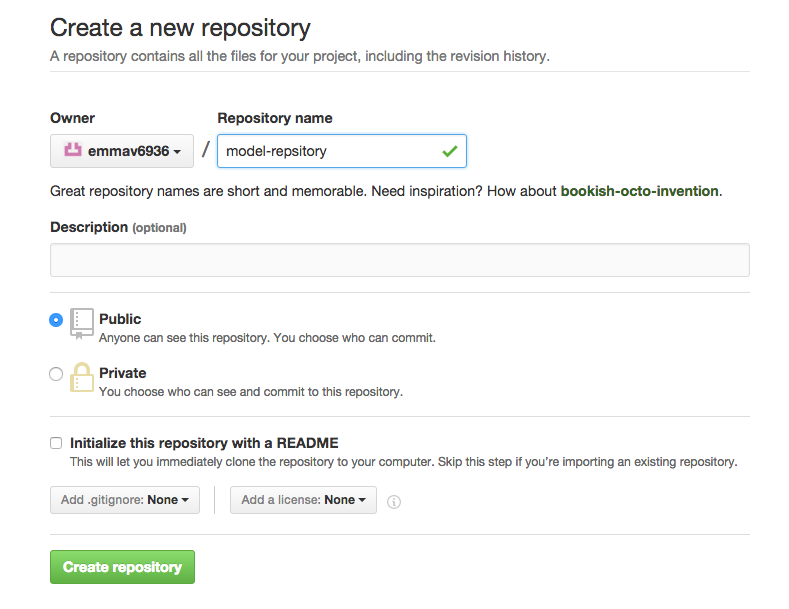 Create a new repository
A repository contains all the files for your project, including the revision history.
Owner
Repository name
emmav6936 / model-repsitory
Great repository names are short and memorable. Need inspiration? How about bookish-octo-invention.
Description (optional)
Public
Anyone can see this repository. You choose who can commit.
Private
You choose who can see and commit to this repository.
Initialize this repository with a README
This will let you immediately clone the repository to your computer. Skip this step if you’re importing an existing repository.
Add .gitignore: None
Add a license: None
Create repository